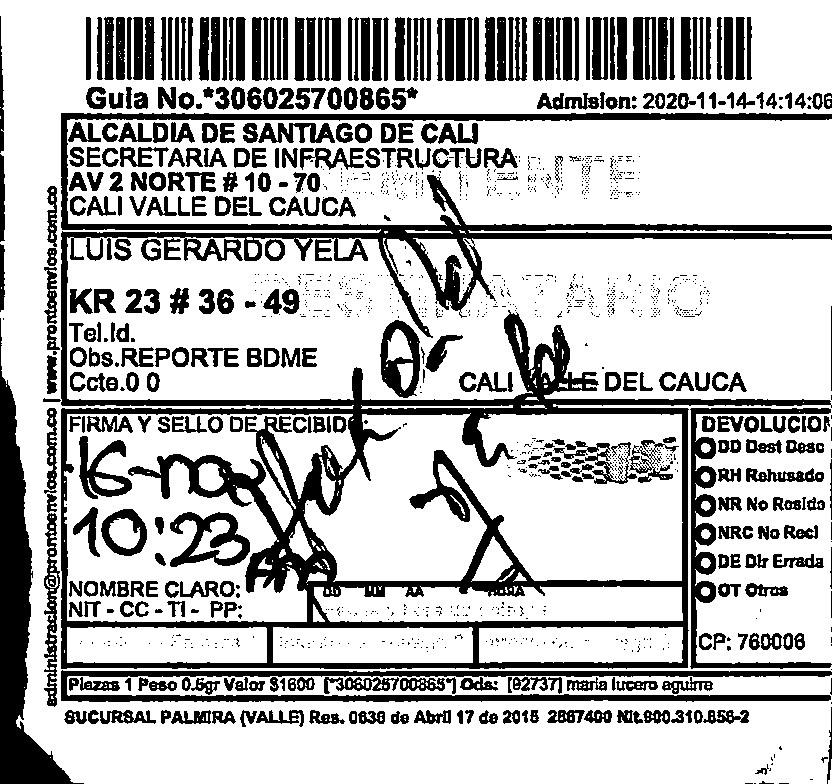 Guia No.*306025700865*
Admision: 2020-11-14-14:14:06
ALCALDIA DE SANTIAGO DE CALI
SECRETARIA DE INFRAESTRUCTURA
AV 2 NORTE # 10 - 70
CALI VALLE DEL CAUCA
REMITENTE
LUIS GERARDO YELA
DESTINATARIO
KR 23 # 36 - 49
Tel.Id.
Obs.REPORTE BDME
Ccte.0 0
CALI VALLE DEL CAUCA
FIRMA Y SELLO DE RECIBIDO:
16-nov
10:23
AM
NOMBRE CLARO:
NIT - CC - TI - PP:
DD MM AA HORA
DEVOLUCION
DD Dest Desc
RH Rehusado
NR No Resido
NRC No Recl
DE Dir Errada
OT Otros
CP: 760006
Piezas 1 Peso 0.5gr Valor $1600 [*306025700865*] Ods: [92737] maria lucero aguirre
SUCURSAL PALMIRA (VALLE) Res. 0636 de Abril 17 de 2015 2867400 Nit.900.310.856-2
administracion@prontoenvios.com.co | www.prontoenvios.com.co